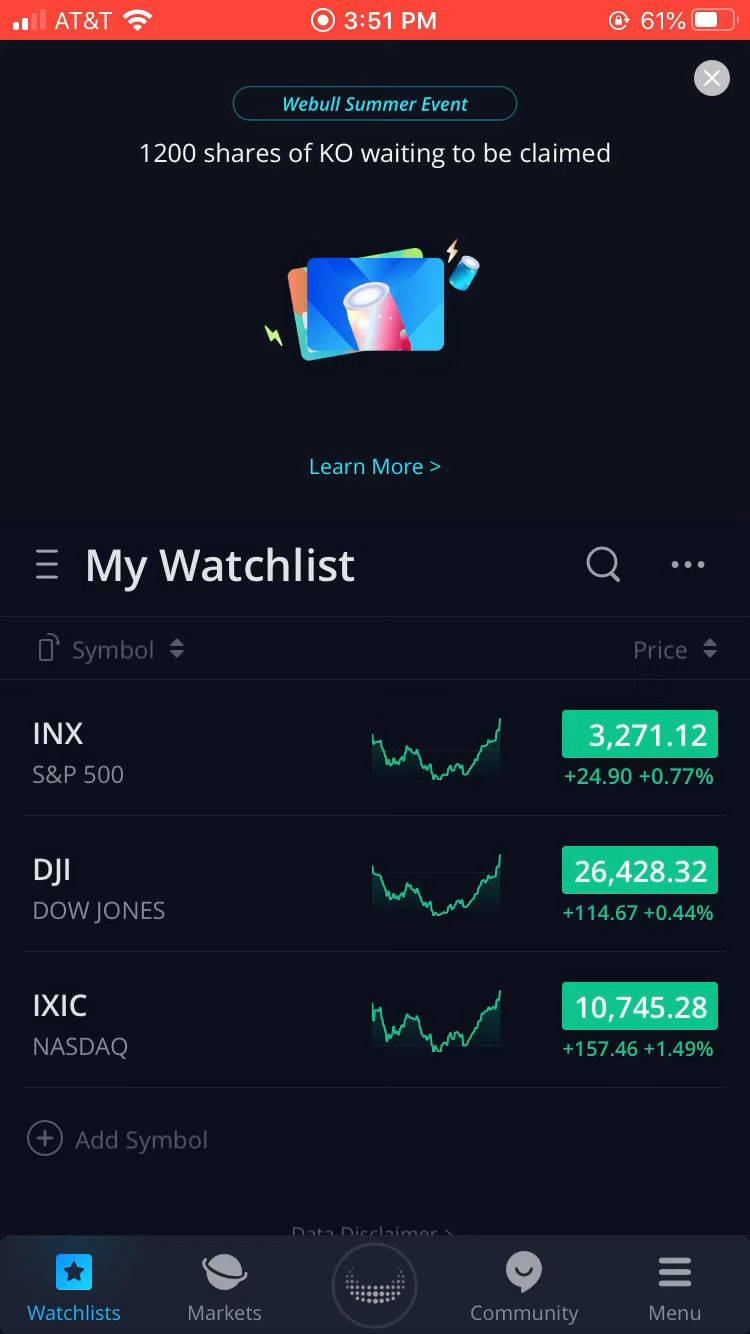 AT&T 3:51 PM 61%
Webull Summer Event
1200 shares of KO waiting to be claimed
Learn More >
My Watchlist
Symbol Price
INX 3,271.12
S&P 500 +24.90 +0.77%
DJI 26,428.32
DOW JONES +114.67 +0.44%
IXIC 10,745.28
NASDAQ +157.46 +1.49%
Add Symbol
Data Disclaimer >
Watchlists Markets Community Menu